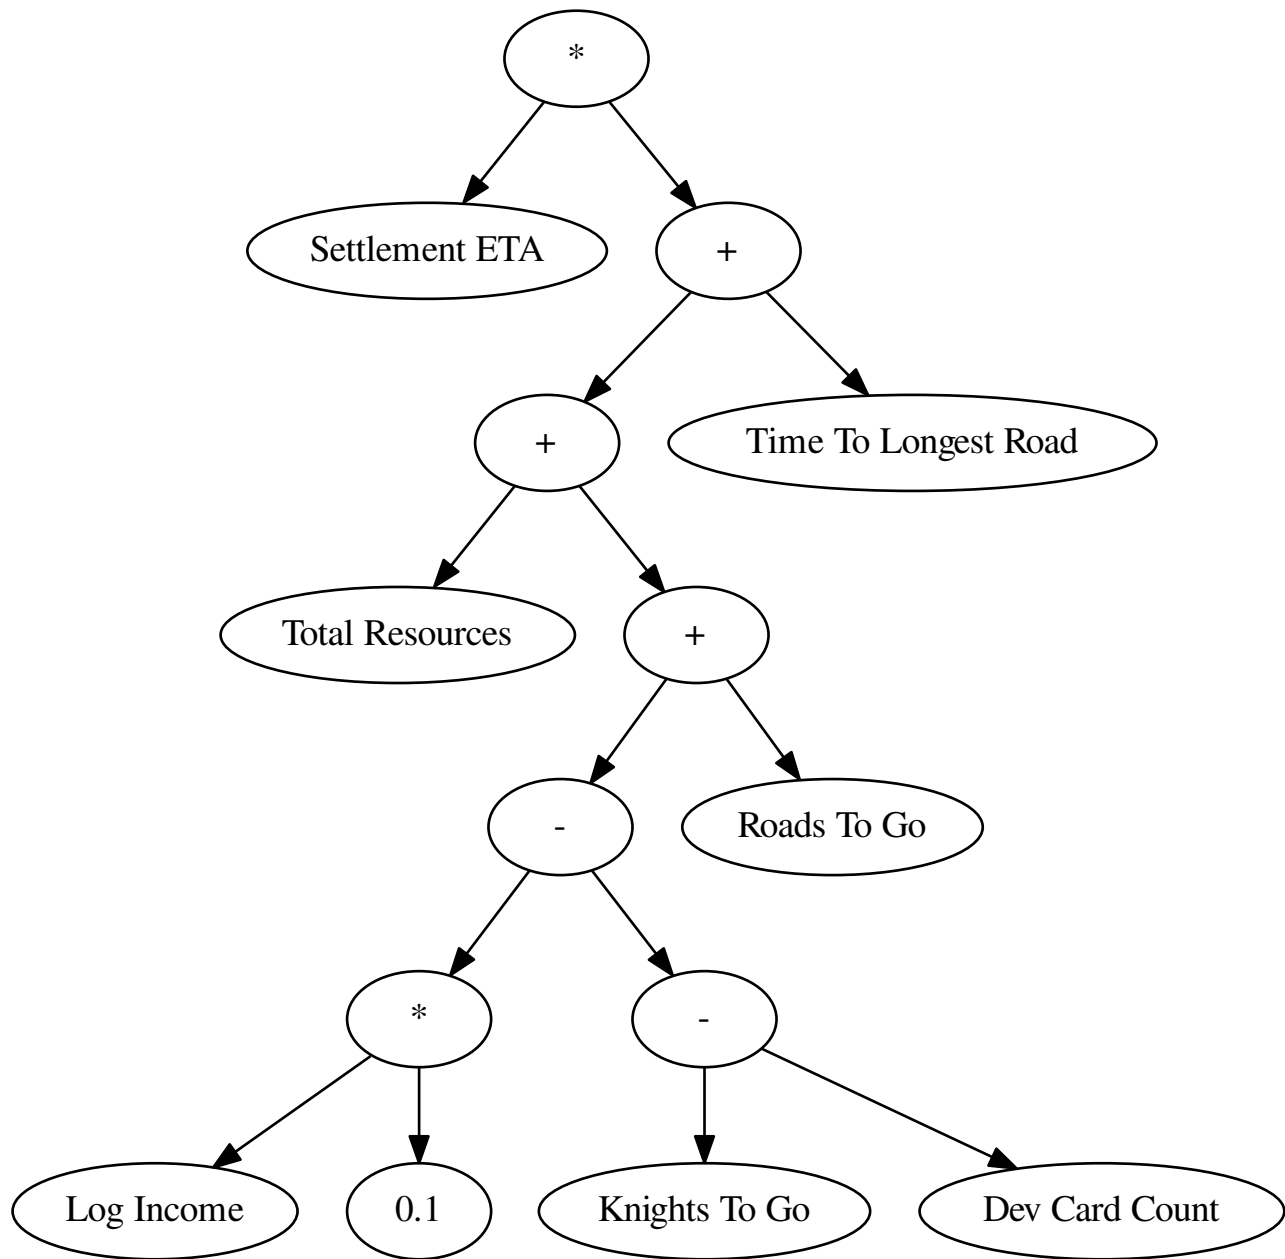 *
Settlement ETA
+
+
Time To Longest Road
Total Resources
+
-
Roads To Go
*
-
Log Income
0.1
Knights To Go
Dev Card Count